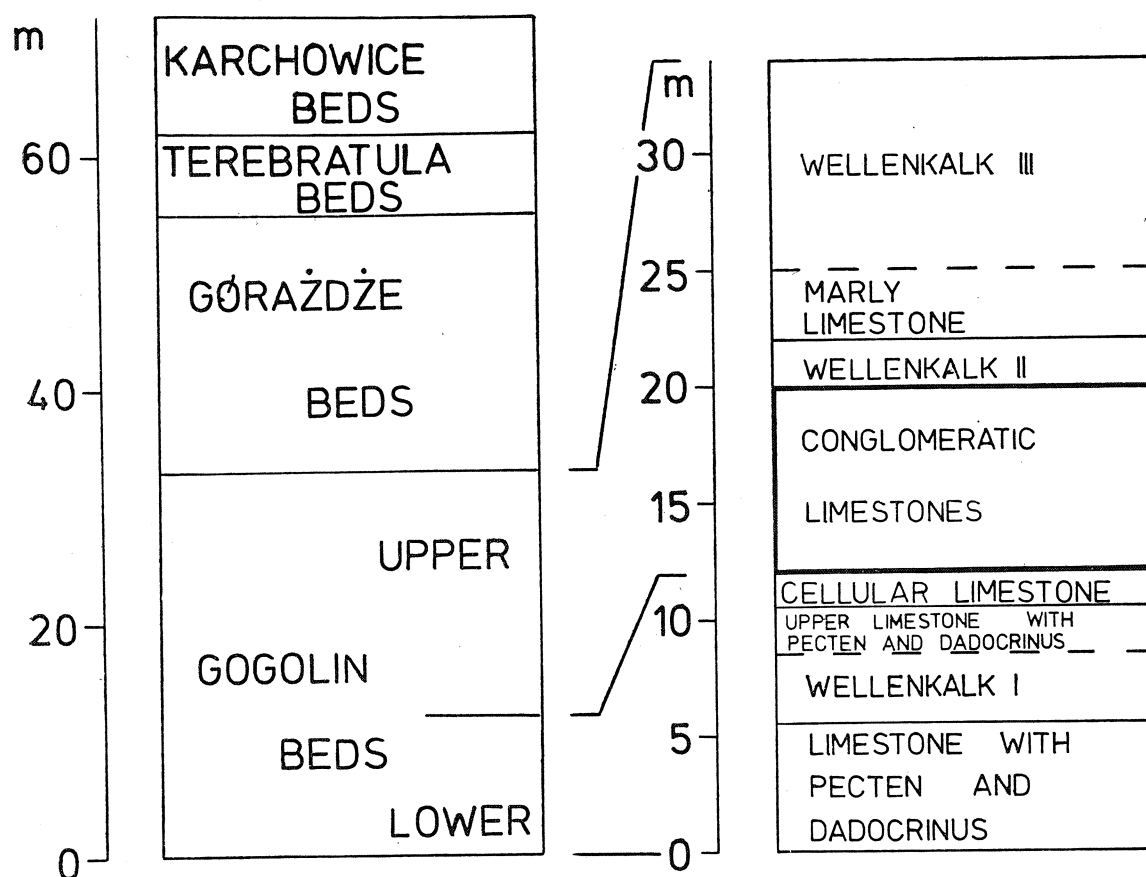 m
KARCHOWICE
BEDS
60
TEREBRATULA
BEDS
GÓRAŻDŻE
40
BEDS
UPPER
20
GOGOLIN
BEDS
LOWER
0
m
30
WELLENKALK III
25
MARLY
LIMESTONE
WELLENKALK II
20
CONGLOMERATIC
15
LIMESTONES
CELLULAR LIMESTONE
10
UPPER LIMESTONE WITH
PECTEN AND DADOCRINUS
WELLENKALK I
5
LIMESTONE WITH
PECTEN AND
DADOCRINUS
0